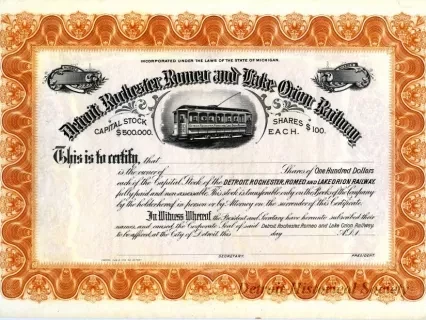 INCORPORATED UNDER THE LAWS OF THE STATE OF MICHIGAN.
Detroit, Rochester, Romeo and Lake Orion Railway.
CAPITAL STOCK $500,000.
SHARES $100. EACH.
This is to certify, that
is the owner of Shares of One Hundred Dollars
each of the Capital Stock of the DETROIT, ROCHESTER, ROMEO AND LAKE ORION RAILWAY,
fully paid and non assessable. This stock is transferable only on the Books of the Company
by the holder hereof in person or by Attorney on the surrender of this Certificate.
In Witness Whereof, the President and Secretary have hereunto subscribed their
names, and caused the Corporate Seal of said Detroit, Rochester, Romeo and Lake Orion Railway,
to be affixed, at the City of Detroit, this day A.D.
SECRETARY.
PRESIDENT.
Detroit Historical Society